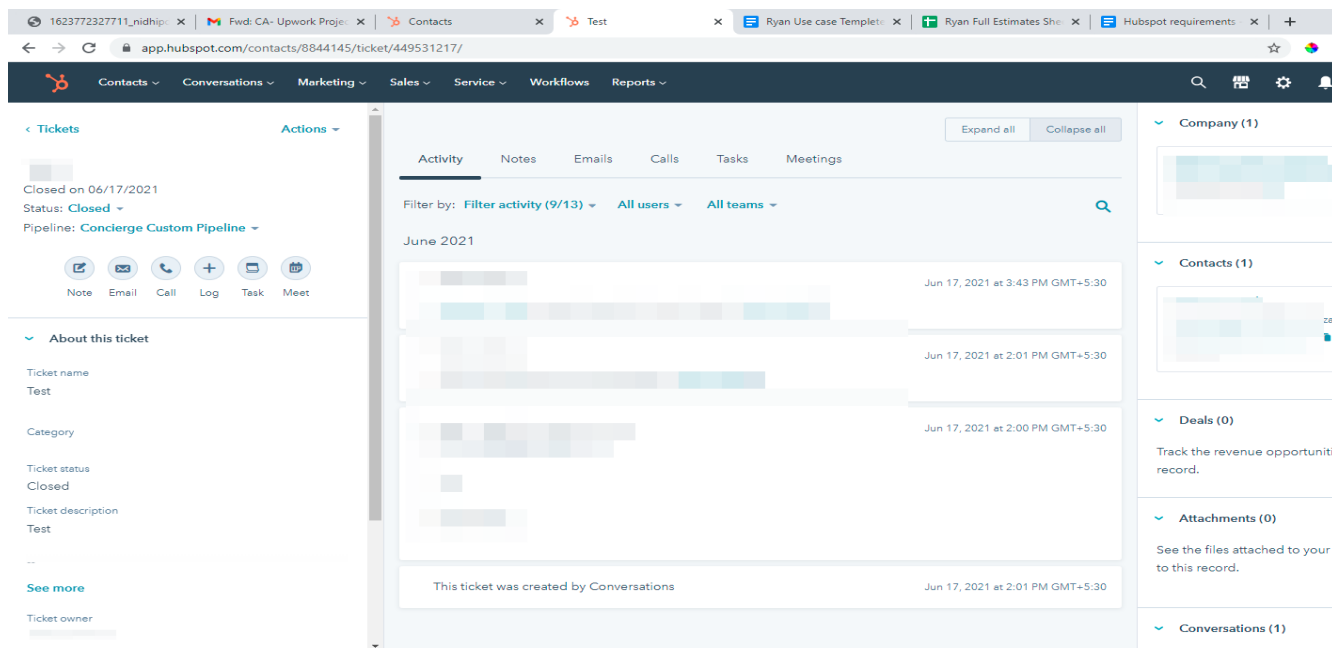 1623772327711_nidhip
Fwd: CA- Upwork Projec
Contacts
Test
Ryan Use case Templete
Ryan Full Estimates She
Hubspot requirements
app.hubspot.com/contacts/8844145/ticket/449531217/
Contacts
Conversations
Marketing
Sales
Service
Workflows
Reports
Tickets
Actions
Closed on 06/17/2021
Status: Closed
Pipeline: Concierge Custom Pipeline
Note Email Call Log Task Meet
About this ticket
Ticket name
Test
Category
Ticket status
Closed
Ticket description
Test
--
See more
Ticket owner
Expand all
Collapse all
Activity Notes Emails Calls Tasks Meetings
Filter by: Filter activity (9/13) All users All teams
June 2021
Jun 17, 2021 at 3:43 PM GMT+5:30
Jun 17, 2021 at 2:01 PM GMT+5:30
Jun 17, 2021 at 2:00 PM GMT+5:30
This ticket was created by Conversations
Jun 17, 2021 at 2:01 PM GMT+5:30
Company (1)
Contacts (1)
za
Deals (0)
Track the revenue opportuniti
record.
Attachments (0)
See the files attached to your
to this record.
Conversations (1)